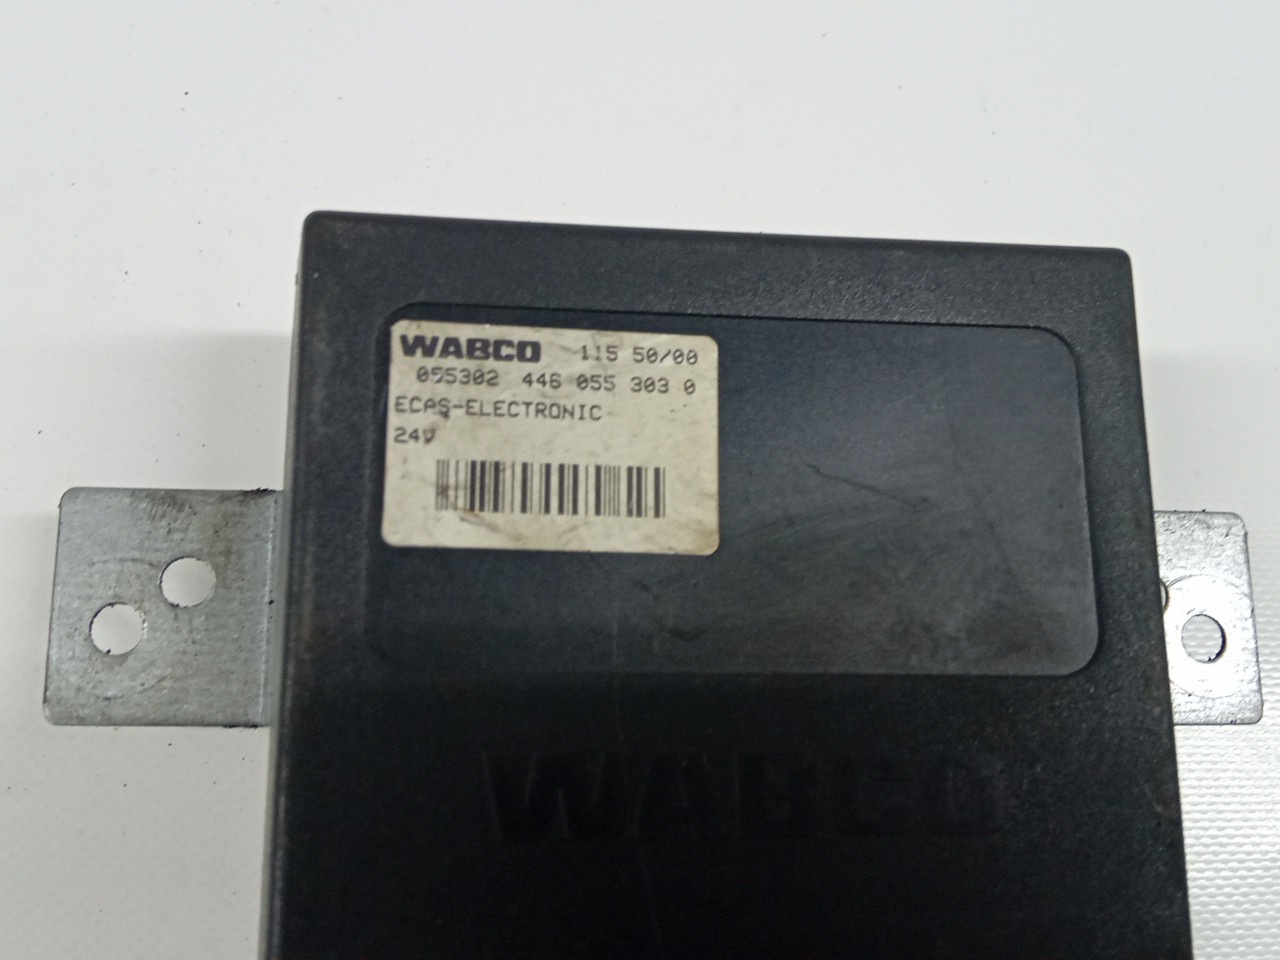 WABCO 115 50/00
055302 446 055 303 0
ECAS-ELECTRONIC
24V
WABCO